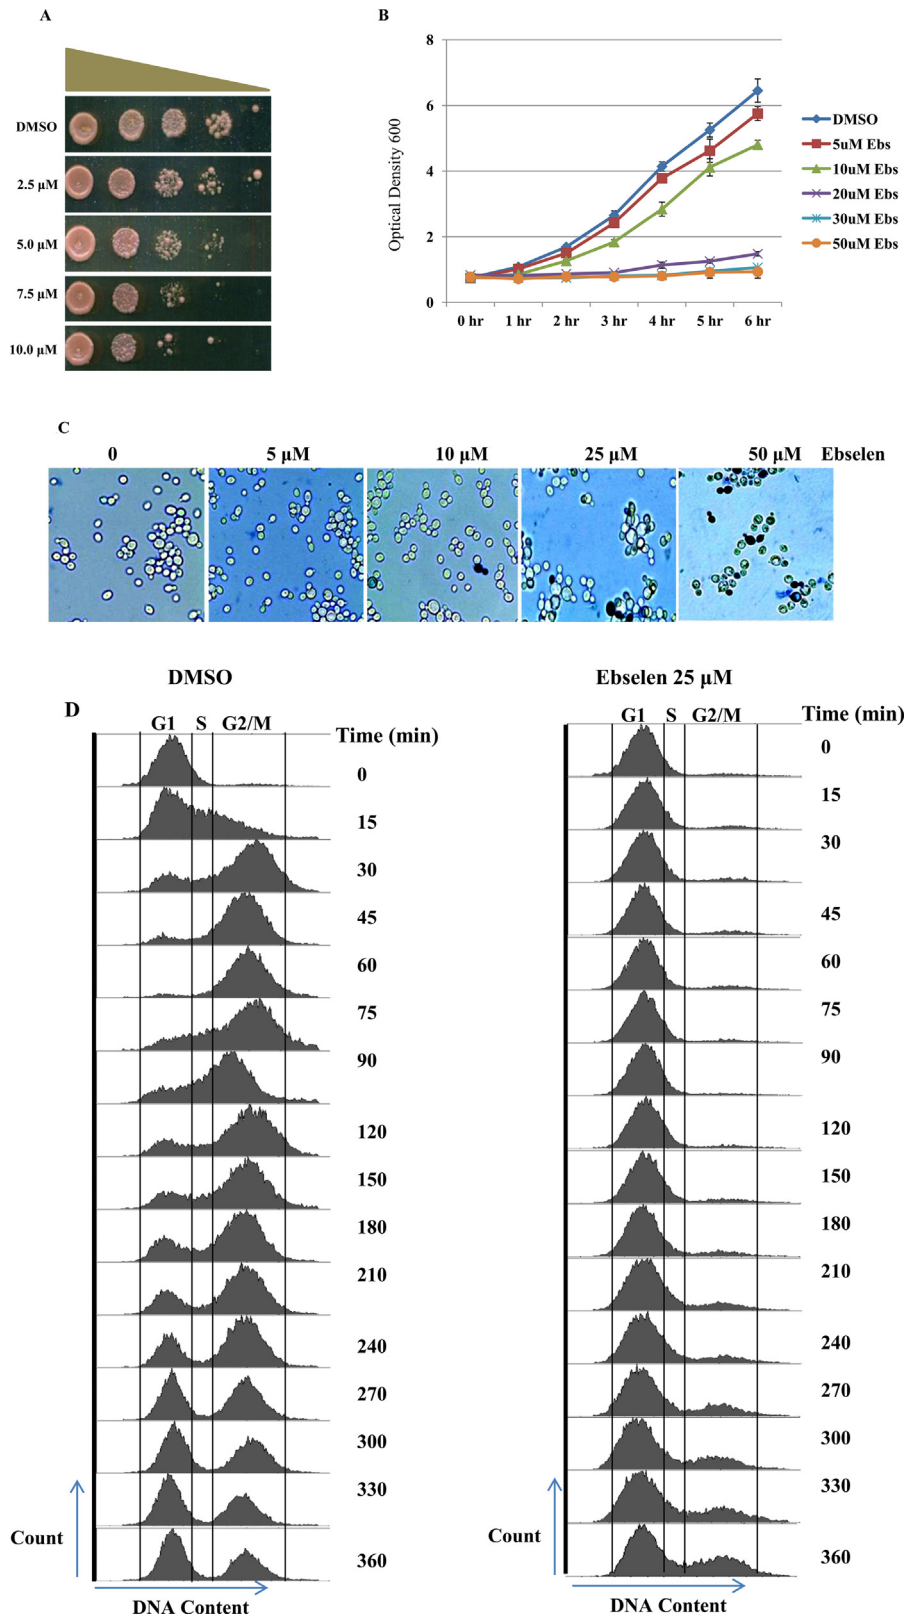 A
DMSO
2.5 µM
5.0 µM
7.5 µM
10.0 µM
B
Optical Density 600
8
6
4
2
0
0 hr 1 hr 2 hr 3 hr 4 hr 5 hr 6 hr
DMSO
5uM Ebs
10uM Ebs
20uM Ebs
30uM Ebs
50uM Ebs
C
0 5 µM 10 µM 25 µM 50 µM Ebselen
D
DMSO
G1 S G2/M
Time (min)
0
15
30
45
60
75
90
120
150
180
210
240
270
300
330
360
Count
DNA Content
Ebselen 25 µM
G1 S G2/M
Time (min)
0
15
30
45
60
75
90
120
150
180
210
240
270
300
330
360
Count
DNA Content